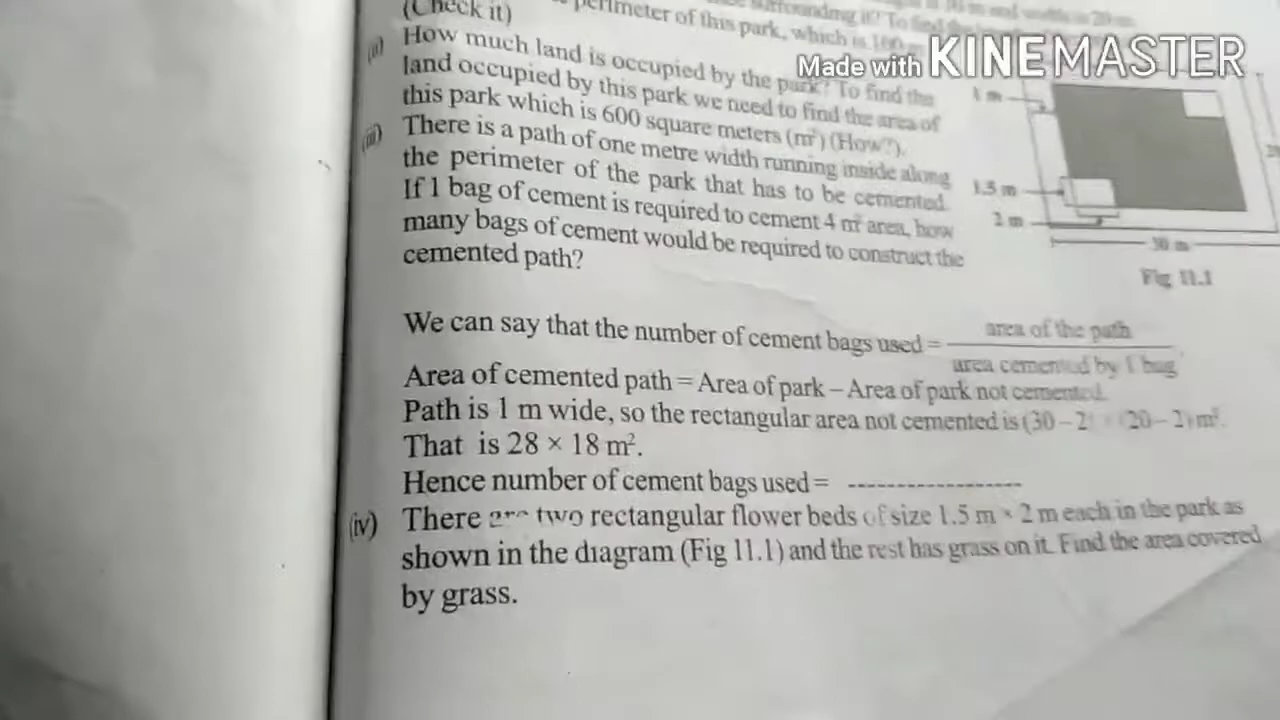 (Check it)
perimeter of this park, which is 100 m
Made with KINEMASTER
(ii) How much land is occupied by the park? To find the
land occupied by this park we need to find the area of
this park which is 600 square meters (m²) (How?).
(iii) There is a path of one metre width running inside along
the perimeter of the park that has to be cemented.
If 1 bag of cement is required to cement 4 m² area, how
many bags of cement would be required to construct the
cemented path?
1 m
1.5 m
2 m
30 m
Fig 11.1
We can say that the number of cement bags used = area of the path
area cemented by 1 bag
Area of cemented path = Area of park – Area of park not cemented.
Path is 1 m wide, so the rectangular area not cemented is (30 – 2) × (20 – 2) m².
That is 28 × 18 m².
Hence number of cement bags used = ------------------
(iv) There are two rectangular flower beds of size 1.5 m × 2 m each in the park as
shown in the diagram (Fig 11.1) and the rest has grass on it. Find the area covered
by grass.